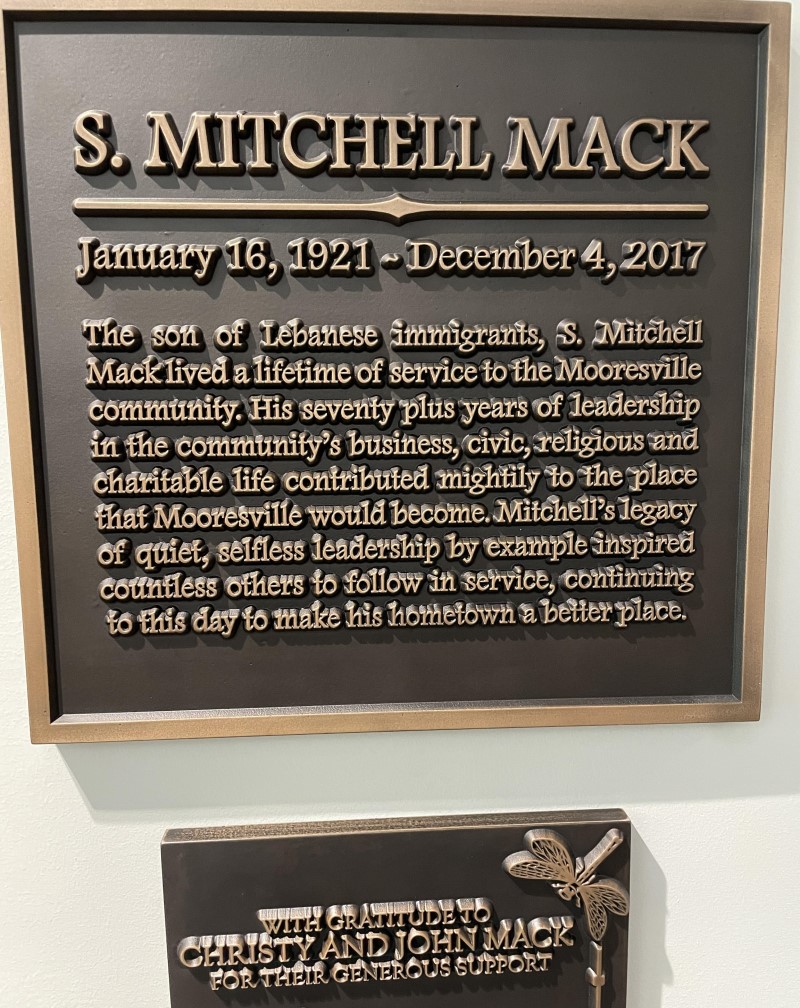 S. MITCHELL MACK
January 16, 1921 - December 4, 2017
The son of Lebanese immigrants, S. Mitchell
Mack lived a lifetime of service to the Mooresville
community. His seventy plus years of leadership
in the community's business, civic, religious and
charitable life contributed mightily to the place
that Mooresville would become. Mitchell's legacy
of quiet, selfless leadership by example inspired
countless others to follow in service, continuing
to this day to make his hometown a better place.
WITH GRATITUDE TO
CHRISTY AND JOHN MACK
FOR THEIR GENEROUS SUPPORT